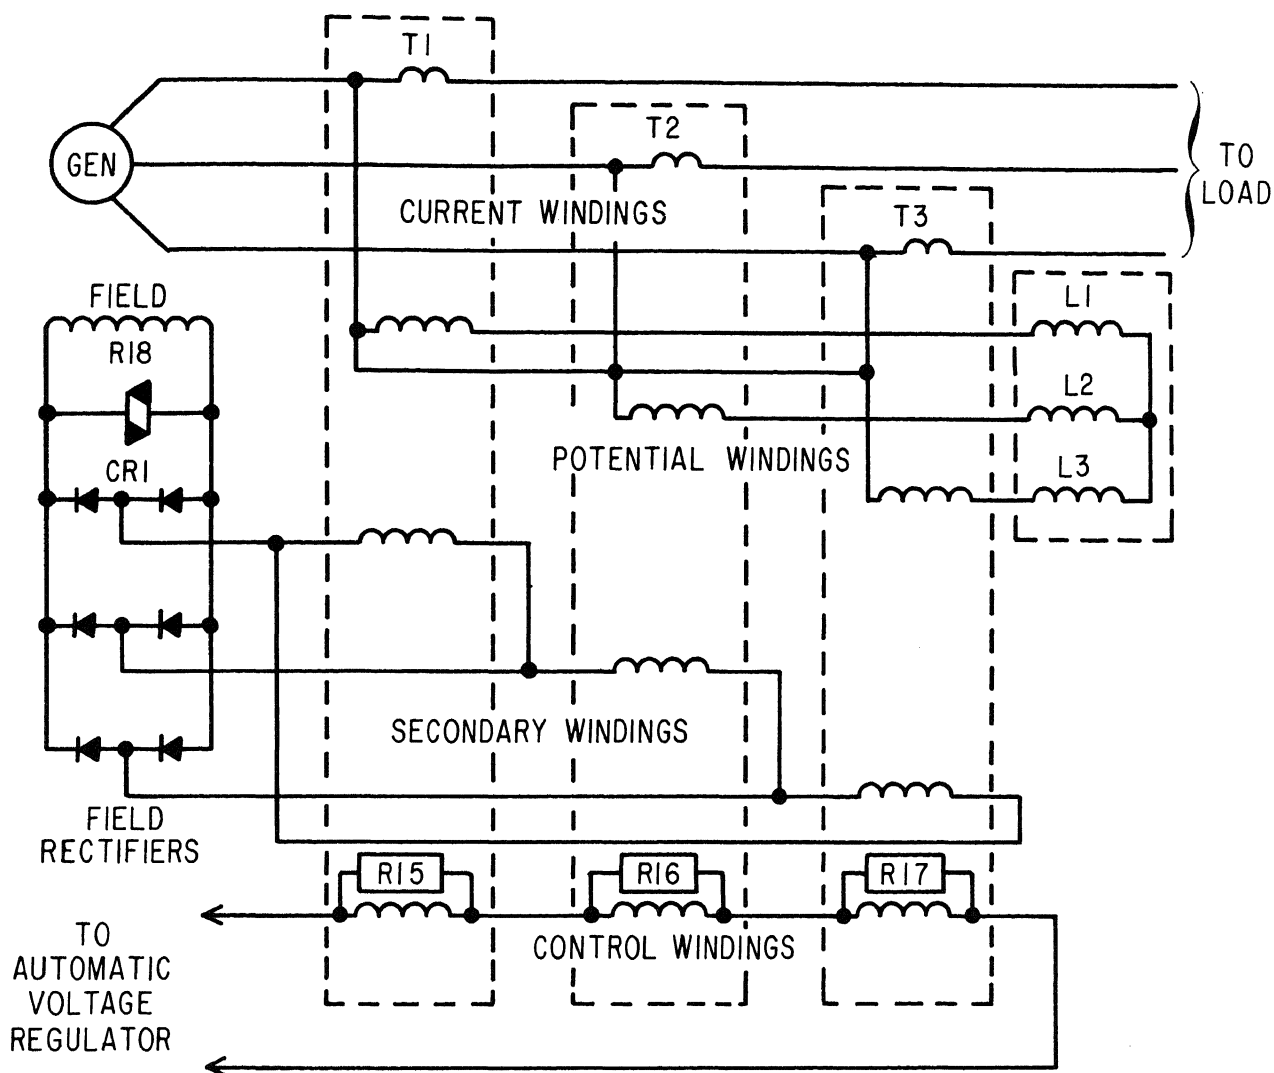 T1
T2
GEN
TO
LOAD
CURRENT WINDINGS
T3
FIELD
L1
R18
L2
POTENTIAL WINDINGS
L3
CR1
SECONDARY WINDINGS
FIELD
RECTIFIERS
R15
R16
R17
TO
AUTOMATIC
VOLTAGE
REGULATOR
CONTROL WINDINGS